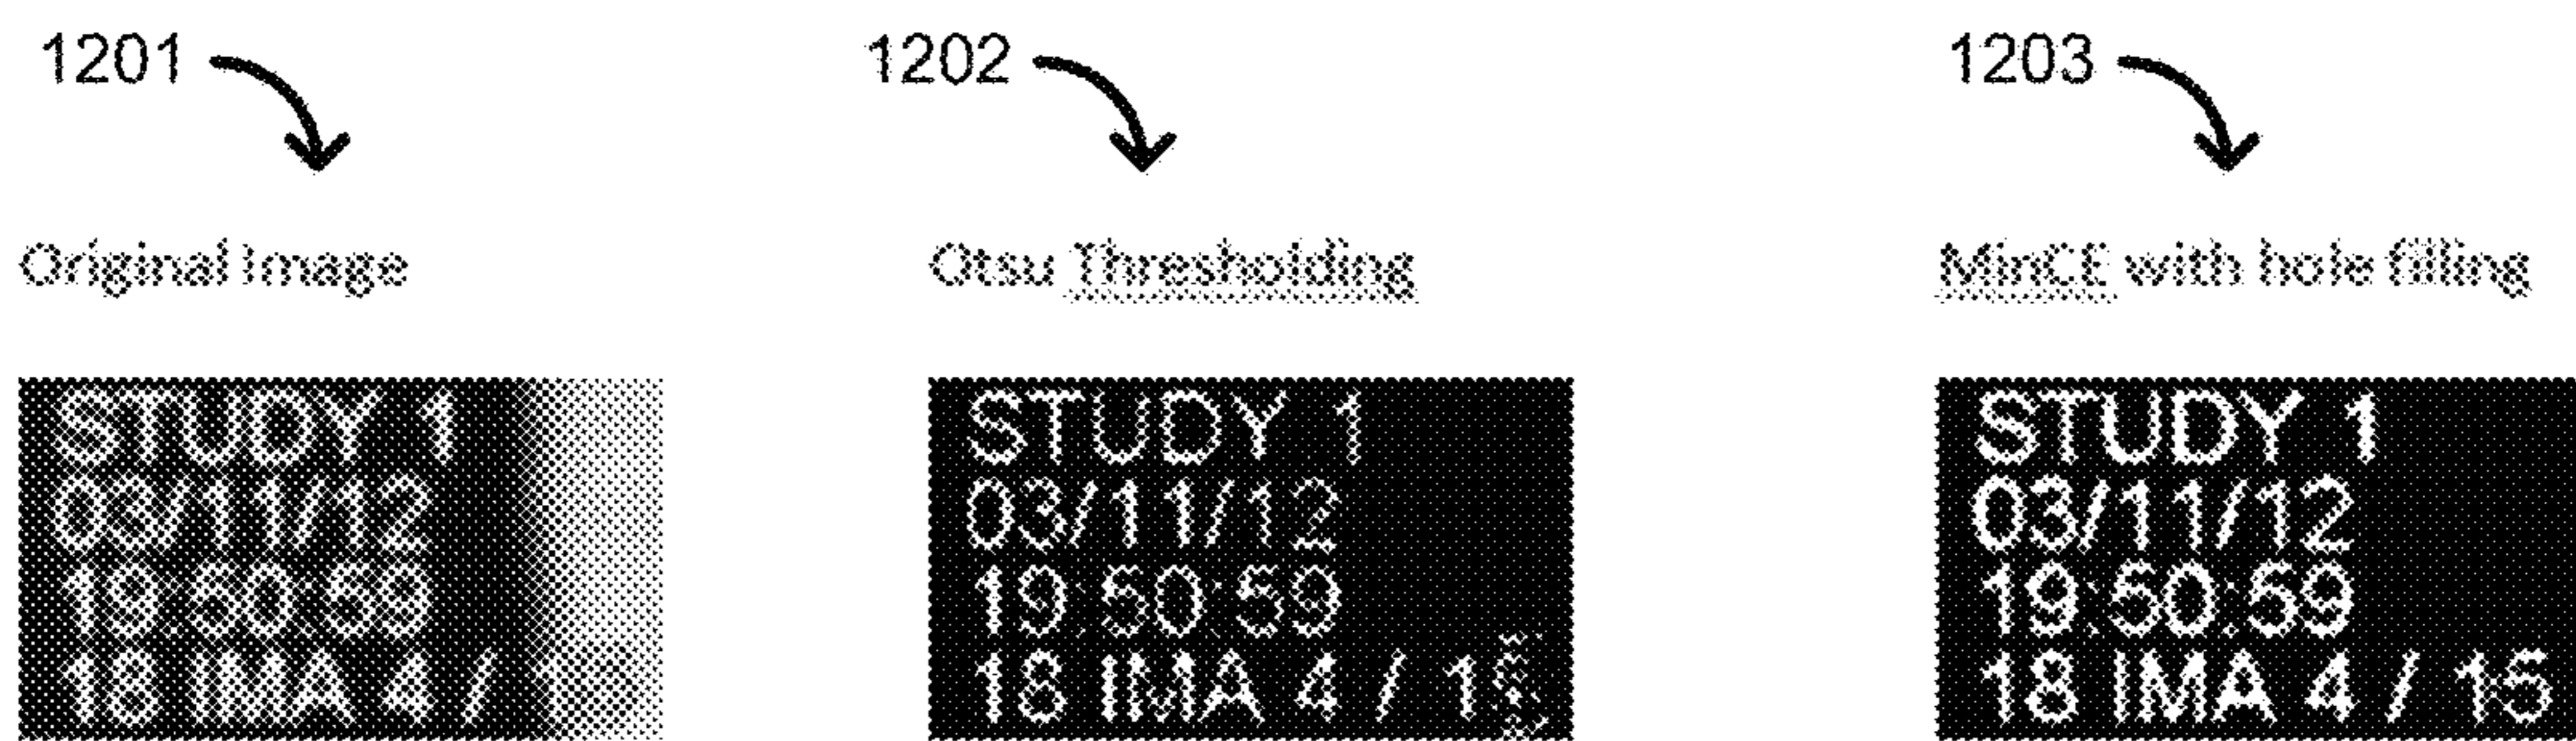 1201
1202
1203
Original Image
Otsu Thresholding
MinCE with hole filling
STUDY 1
03/11/12
19:50:59
18 IMA 4 /
STUDY 1
03/11/12
19:50:59
18 IMA 4 / 15
STUDY 1
03/11/12
19:50:59
18 IMA 4 / 15